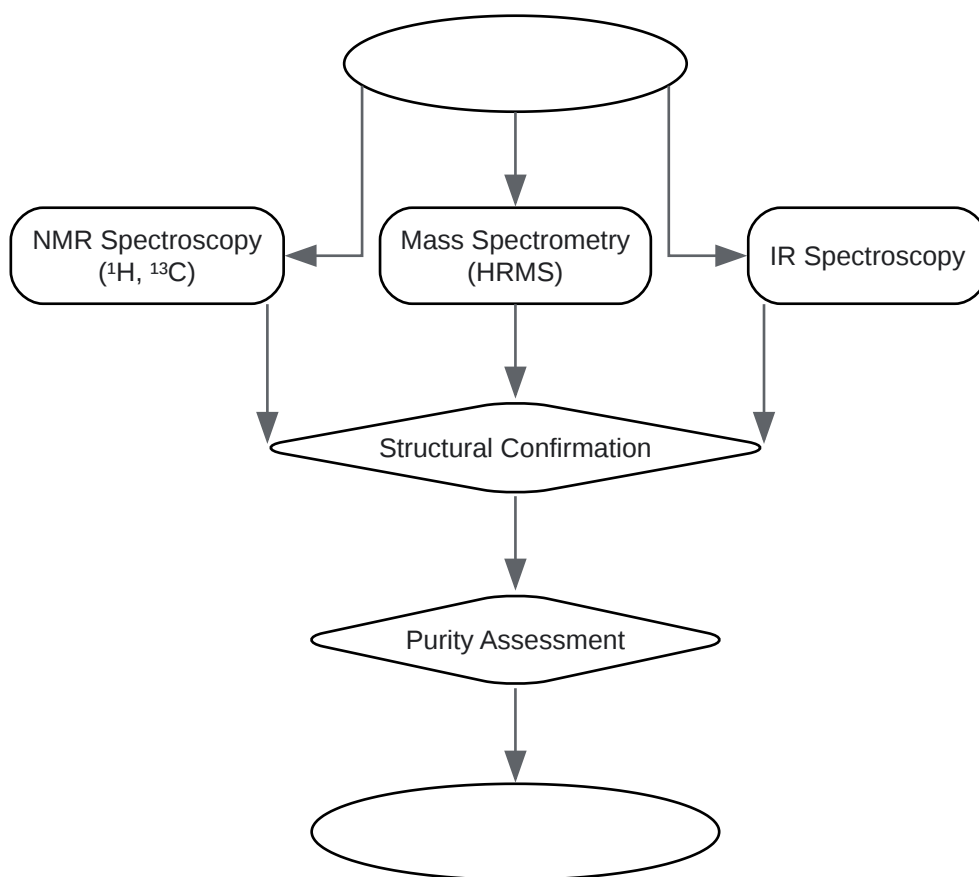 NMR Spectroscopy
(¹H, ¹³C)
Mass Spectrometry
(HRMS)
IR Spectroscopy
Structural Confirmation
Purity Assessment